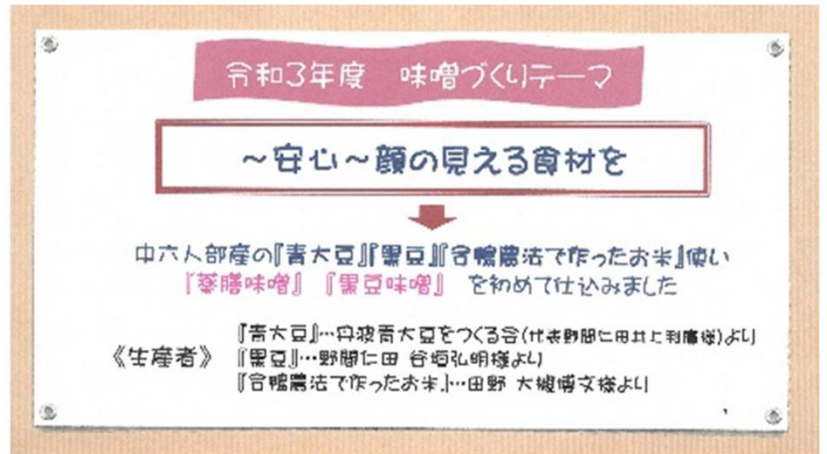 令和3年度　味噌づくりテーマ
～安心～顔の見える食材を
中六人部産の『青大豆』『黒豆』『合鴨農法で作ったお米』使い
『薬膳味噌』　『黒豆味噌』　を初めて仕込みました
『青大豆』…丹波青大豆をつくる会(代表野間仁田井上利廣様)より
《生産者》　『黒豆』…野間仁田　谷垣弘明様より
『合鴨農法で作ったお米』…田野　大槻博文様より
1